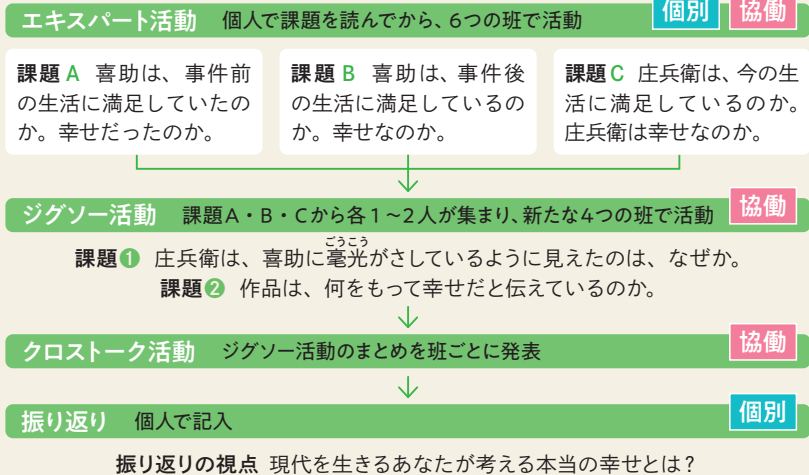 エキスパート活動 個人で課題を読んでから、6つの班で活動 個別 協働
課題A 喜助は、事件前
の生活に満足していたの
か。幸せだったのか。
課題B 喜助は、事件後
の生活に満足しているの
か。幸せなのか。
課題C 庄兵衛は、今の生
活に満足しているのか。
庄兵衛は幸せなのか。
ジグソー活動 課題A・B・Cから各1~2人が集まり、新たな4つの班で活動 協働
ごうこう
課題❶ 庄兵衛は、喜助に毫光がさしているように見えたのは、なぜか。
課題❷ 作品は、何をもって幸せだと伝えているのか。
クロストーク活動 ジグソー活動のまとめを班ごとに発表 協働
振り返り 個人で記入 個別
振り返りの視点 現代を生きるあなたが考える本当の幸せとは?